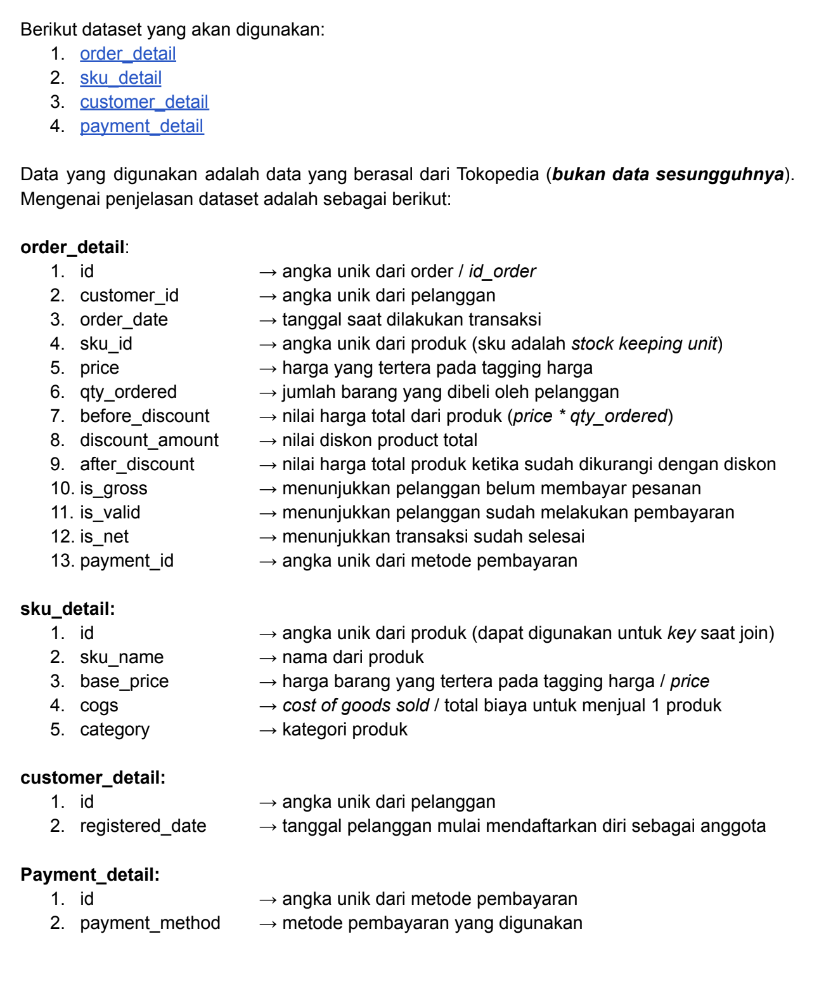 Berikut dataset yang akan digunakan:
1. order_detail
2. sku_detail
3. customer_detail
4. payment_detail
Data yang digunakan adalah data yang berasal dari Tokopedia (bukan data sesungguhnya).
Mengenai penjelasan dataset adalah sebagai berikut:
order_detail:
1. id → angka unik dari order / id_order
2. customer_id → angka unik dari pelanggan
3. order_date → tanggal saat dilakukan transaksi
4. sku_id → angka unik dari produk (sku adalah stock keeping unit)
5. price → harga yang tertera pada tagging harga
6. qty_ordered → jumlah barang yang dibeli oleh pelanggan
7. before_discount → nilai harga total dari produk (price * qty_ordered)
8. discount_amount → nilai diskon product total
9. after_discount → nilai harga total produk ketika sudah dikurangi dengan diskon
10. is_gross → menunjukkan pelanggan belum membayar pesanan
11. is_valid → menunjukkan pelanggan sudah melakukan pembayaran
12. is_net → menunjukkan transaksi sudah selesai
13. payment_id → angka unik dari metode pembayaran
sku_detail:
1. id → angka unik dari produk (dapat digunakan untuk key saat join)
2. sku_name → nama dari produk
3. base_price → harga barang yang tertera pada tagging harga / price
4. cogs → cost of goods sold / total biaya untuk menjual 1 produk
5. category → kategori produk
customer_detail:
1. id → angka unik dari pelanggan
2. registered_date → tanggal pelanggan mulai mendaftarkan diri sebagai anggota
Payment_detail:
1. id → angka unik dari metode pembayaran
2. payment_method → metode pembayaran yang digunakan